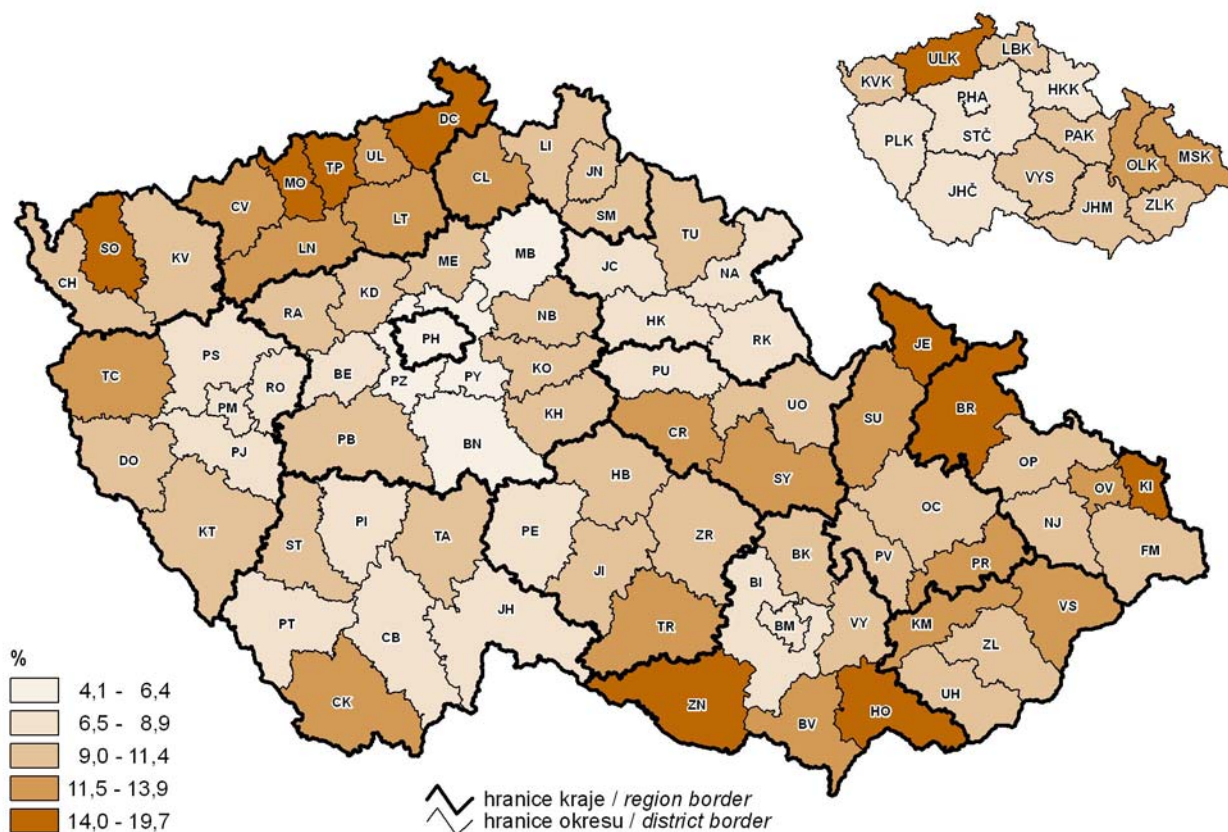 ULK
LBK
KVK
HKK
PHA
STČ
PLK
PAK
OLK
MSK
JHČ
VYS
JHM
ZLK
DC
UL
LI
TP
MO
CL
JN
CV
LT
SM
SO
KV
LN
TU
MB
ME
JC
CH
NA
KD
RA
NB
HK
PH
RK
JE
PS
TC
RO
BE
PZ
PY
KO
PU
PM
UO
SU
BR
KH
CR
PB
BN
PJ
DO
OP
SY
HB
OV
KI
OC
NJ
KT
ST
PI
TA
PE
ZR
BK
PV
PR
FM
JI
BI
VS
PT
CB
JH
TR
BM
VY
KM
ZL
UH
CK
ZN
BV
HO
%
4,1 - 6,4
6,5 - 8,9
9,0 - 11,4
11,5 - 13,9
14,0 - 19,7
hranice kraje / region border
hranice okresu / district border